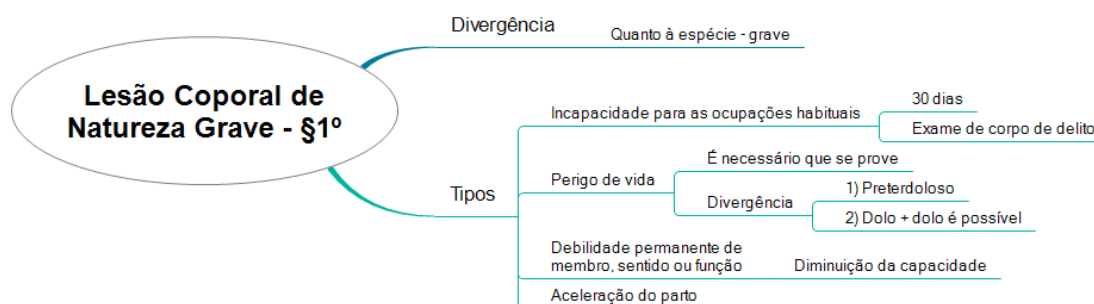 Lesão Coporal de
Natureza Grave - §1º
Divergência
Quanto à espécie - grave
Tipos
Incapacidade para as ocupações habituais
30 dias
Exame de corpo de delito
Perigo de vida
É necessário que se prove
Divergência
1) Preterdoloso
2) Dolo + dolo é possível
Debilidade permanente de
membro, sentido ou função
Diminuição da capacidade
Aceleração do parto